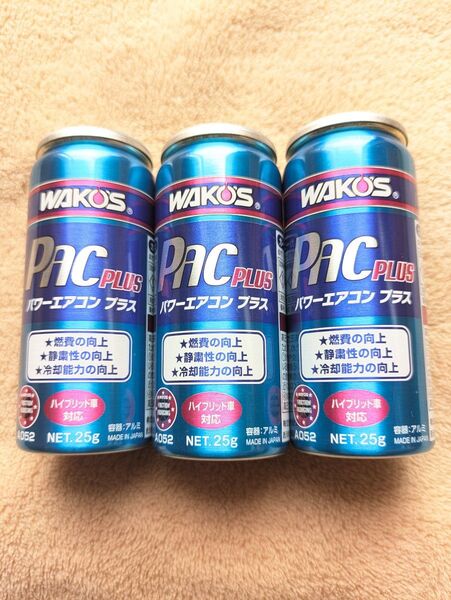 WAKO'S®
PAC PLUS
パワーエアコン プラス
★燃費の向上
★静粛性の向上
★冷却能力の向上
ハイブリッド車
対応
A052
NET. 25g
容器:アルミ
MADE IN JAPAN
WAKO'S®
PAC PLUS
パワーエアコン プラス
★燃費の向上
★静粛性の向上
★冷却能力の向上
ハイブリッド車
対応
A052
NET. 25g
容器:アルミ
MADE IN JAPAN
WAKO'S®
PAC PLUS
パワーエアコン プラス
★燃費の向上
★静粛性の向上
★冷却能力の向上
ハイブリッド車
対応
A052
NET. 25g
容器:アルミ
MADE IN JAPAN